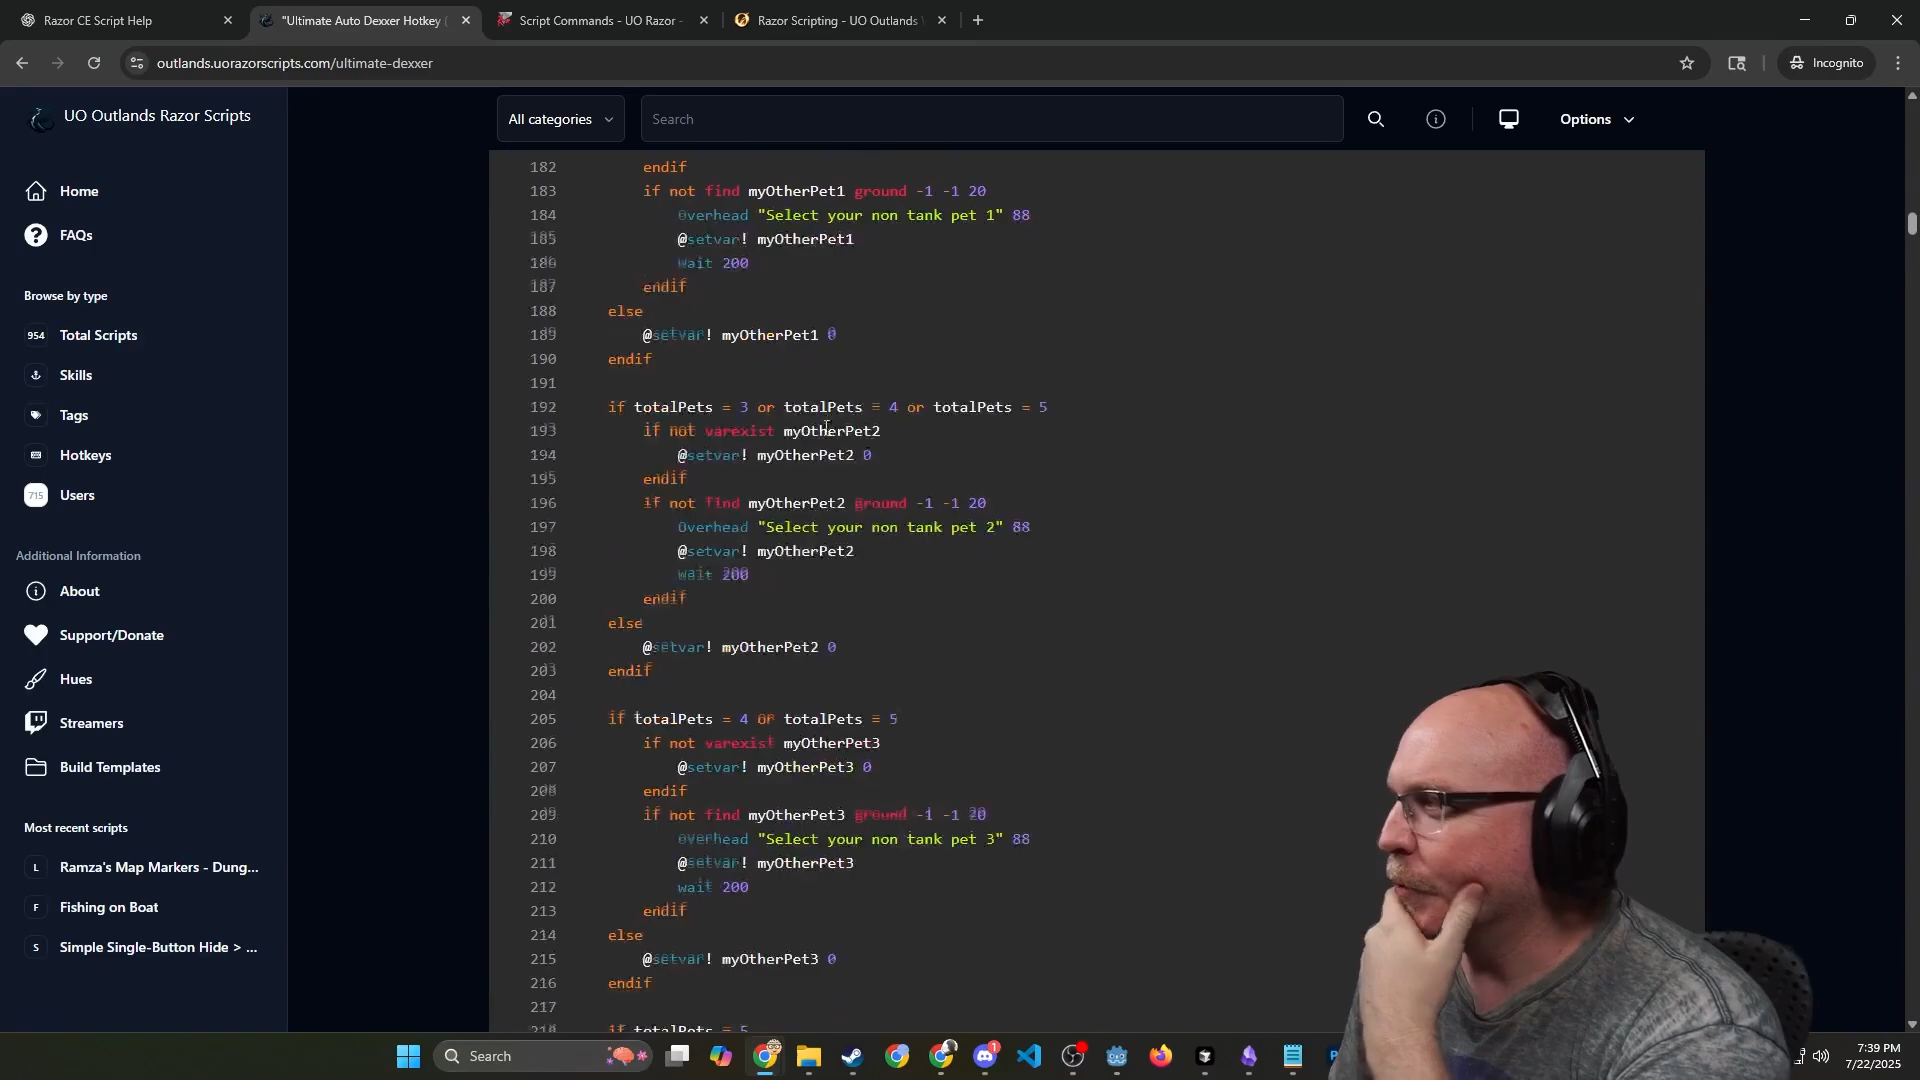 Razor CE Script Help
"Ultimate Auto Dexxer Hotkey (
Script Commands - UO Razor -
Razor Scripting - UO Outlands
outlands.uorazorscripts.com/ultimate-dexxer
Incognito
UO Outlands Razor Scripts
All categories
Search
Options
Home
FAQs
Browse by type
954 Total Scripts
Skills
Tags
Hotkeys
715 Users
Additional Information
About
Support/Donate
Hues
Streamers
Build Templates
Most recent scripts
L Ramza's Map Markers - Dung...
F Fishing on Boat
S Simple Single-Button Hide > ...
182 endif
183 if not find myOtherPet1 ground -1 -1 20
184 Overhead "Select your non tank pet 1" 88
185 @setvar! myOtherPet1
186 wait 200
187 endif
188 else
189 @setvar! myOtherPet1 0
190 endif
191
192 if totalPets = 3 or totalPets = 4 or totalPets = 5
193 if not varexist myOtherPet2
194 @setvar! myOtherPet2 0
195 endif
196 if not find myOtherPet2 ground -1 -1 20
197 Overhead "Select your non tank pet 2" 88
198 @setvar! myOtherPet2
199 wait 200
200 endif
201 else
202 @setvar! myOtherPet2 0
203 endif
204
205 if totalPets = 4 or totalPets = 5
206 if not varexist myOtherPet3
207 @setvar! myOtherPet3 0
208 endif
209 if not find myOtherPet3 ground -1 -1 20
210 Overhead "Select your non tank pet 3" 88
211 @setvar! myOtherPet3
212 wait 200
213 endif
214 else
215 @setvar! myOtherPet3 0
216 endif
217
218 if totalPets = 5
Search
1
7:39 PM
7/22/2025